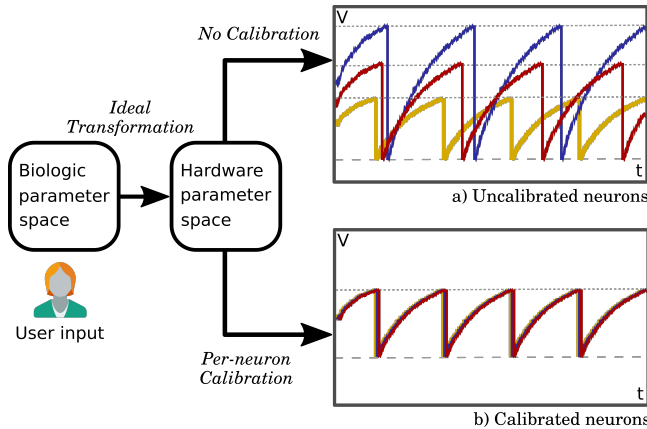 No Calibration
V
t
a) Uncalibrated neurons
Ideal
Transformation
Biologic
parameter
space
Hardware
parameter
space
User input
Per-neuron
Calibration
V
t
b) Calibrated neurons